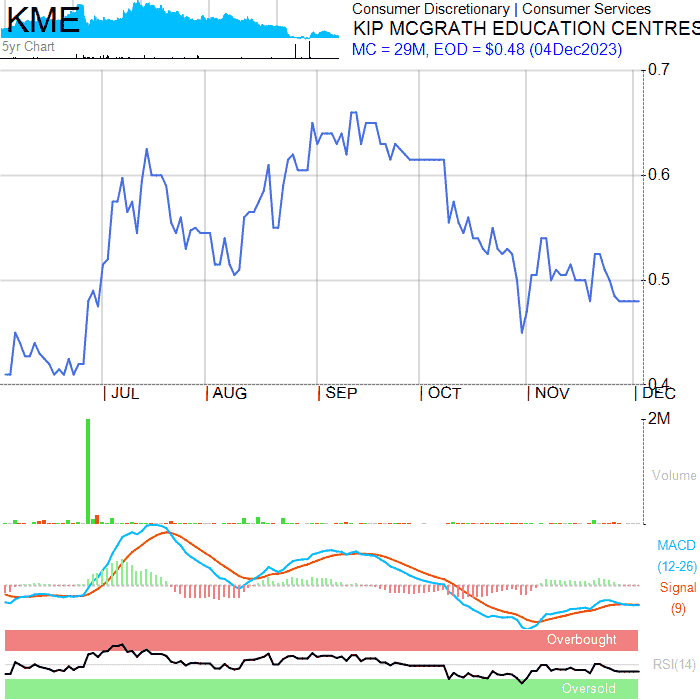 KME
Consumer Discretionary | Consumer Services
KIP MCGRATH EDUCATION CENTRES
MC = 29M, EOD = $0.48 (04Dec2023)
5yr Chart
0.7
0.6
0.5
0.4
JUL
AUG
SEP
OCT
NOV
DEC
2M
Volume
MACD
(12-26)
Signal
(9)
Overbought
RSI(14)
Oversold